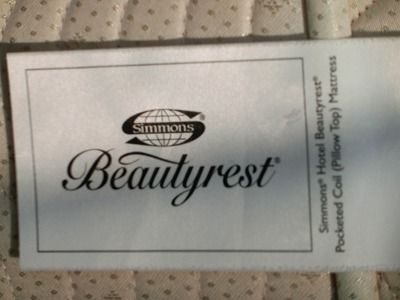 Simmons®
Beautyrest®
Simmons® Hotel Beautyrest®
Pocketed Coil (Pillow Top) Mattress